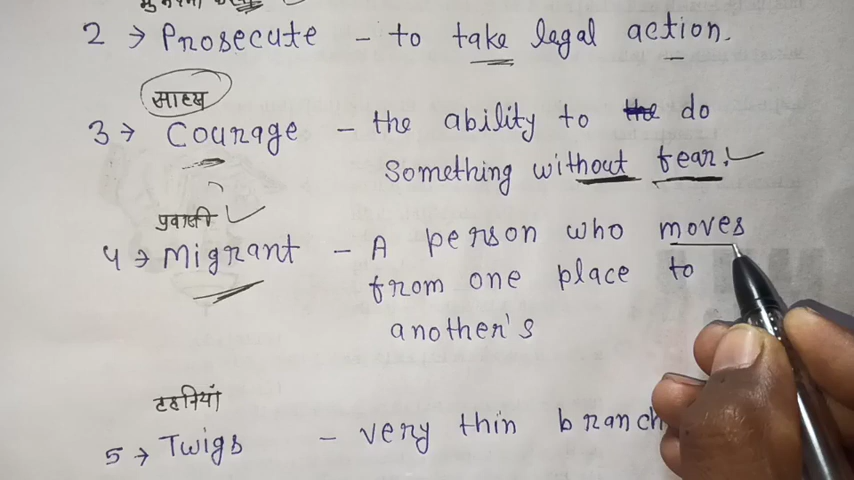 2 → Prosecute - to take legal action.
साहस
3 → Courage - the ability to the do
something without fear.
प्रवासी
4 → Migrant - A person who moves
from one place to
another's
टहनियां
5 → Twigs - very thin branch